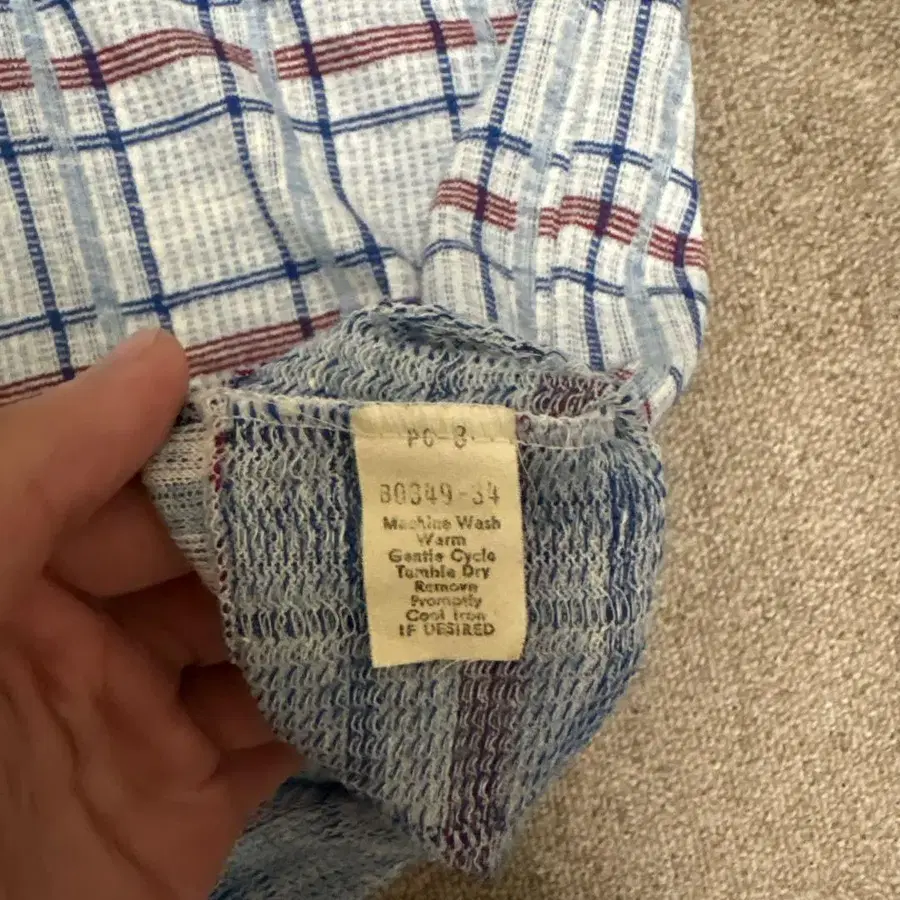 PC-8
80349-34
Machine Wash
Warm
Gentle Cycle
Tumble Dry
Remove
Promptly
Cool Iron
IF DESIRED